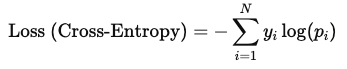 Loss (Cross-Entropy) = − ∑_{i=1}^{N} y_i log(p_i)